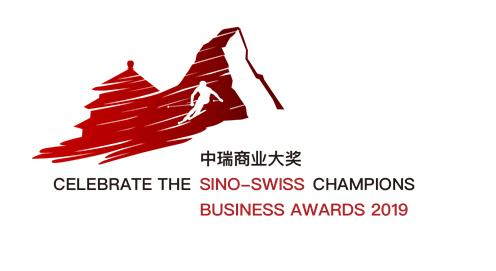 中瑞商业大奖
CELEBRATE THE SINO-SWISS CHAMPIONS
BUSINESS AWARDS 2019